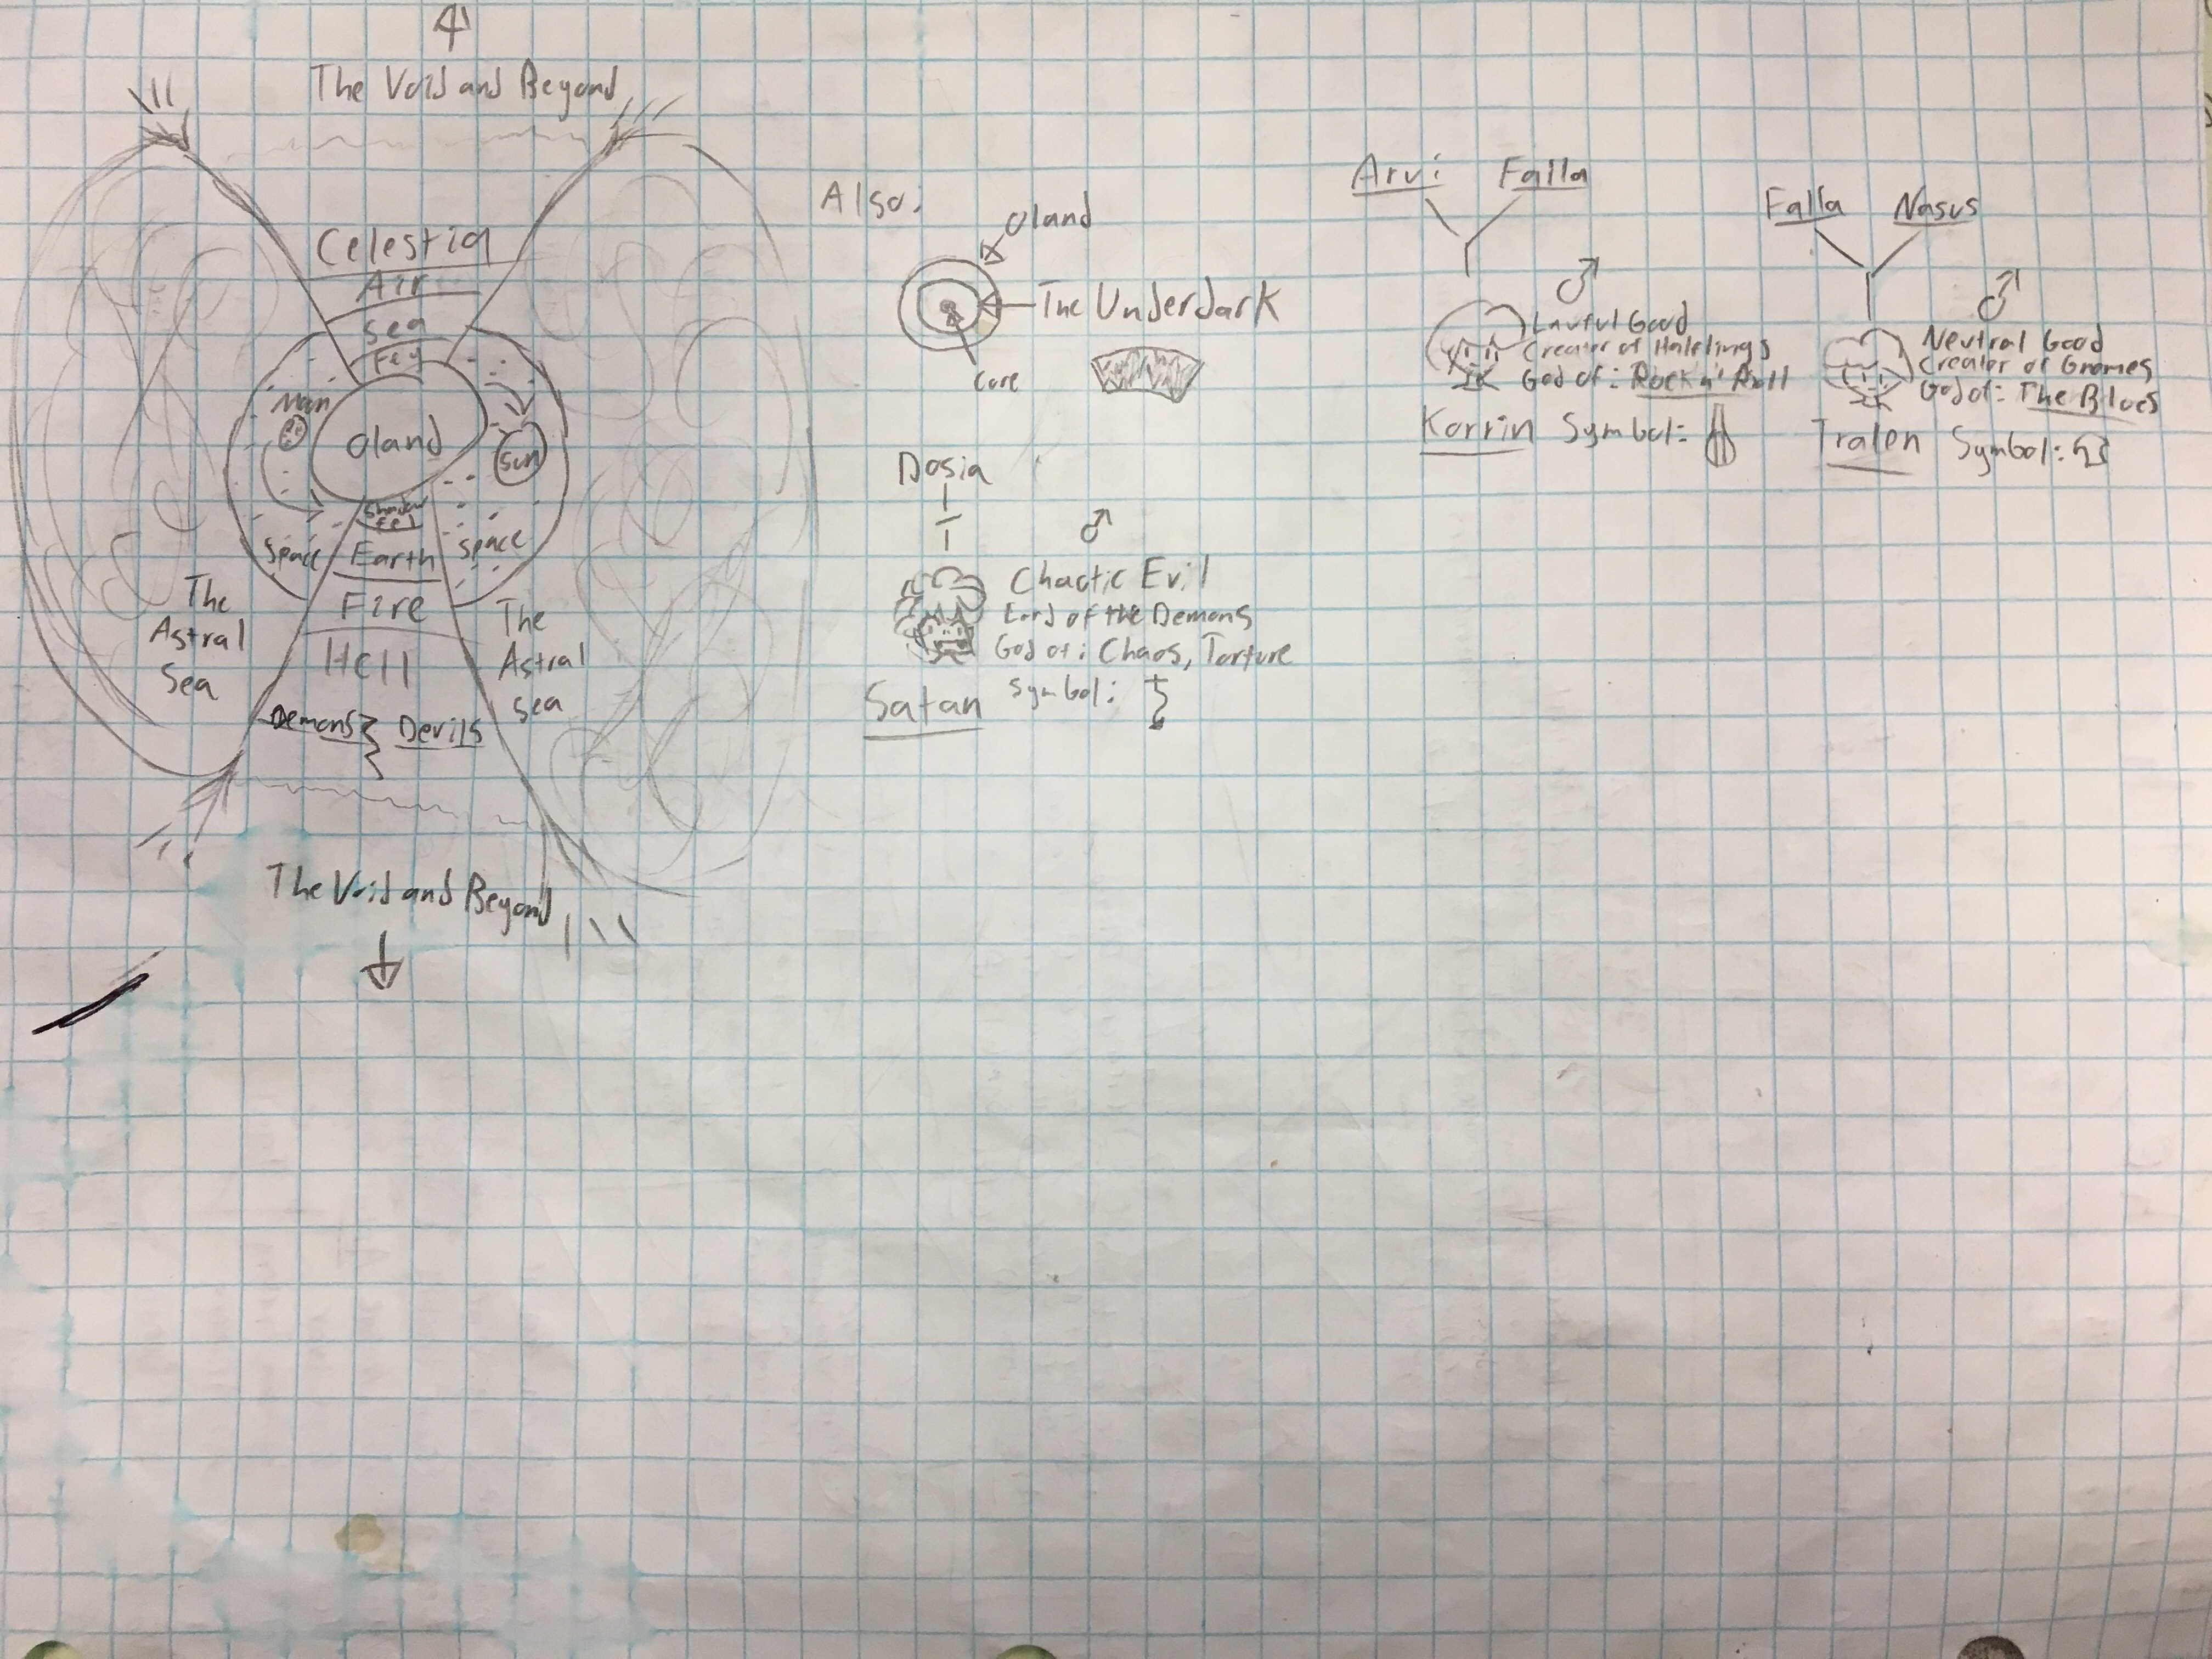 The Void and Beyond
Celestia
Air
Sea
Fey
Moon
Oland
Sun
Shadow
Fel
Space
Earth
Space
Fire
The
Astral
Sea
The
Astral
Sea
Hell
Demons
Devils
The Void and Beyond
Also:
Oland
The Underdark
Core
Dosia
♂
Chaotic Evil
Lord of the Demons
God of: Chaos, Torture
Symbol:
Satan
Arvi Falla
♂
Lawful Good
Creator of Halflings
God of: Rock n' Roll
Korrin Symbol:
Falla Nasus
♂
Neutral Good
Creator of Gnomes
God of: The Blues
Tralen Symbol: